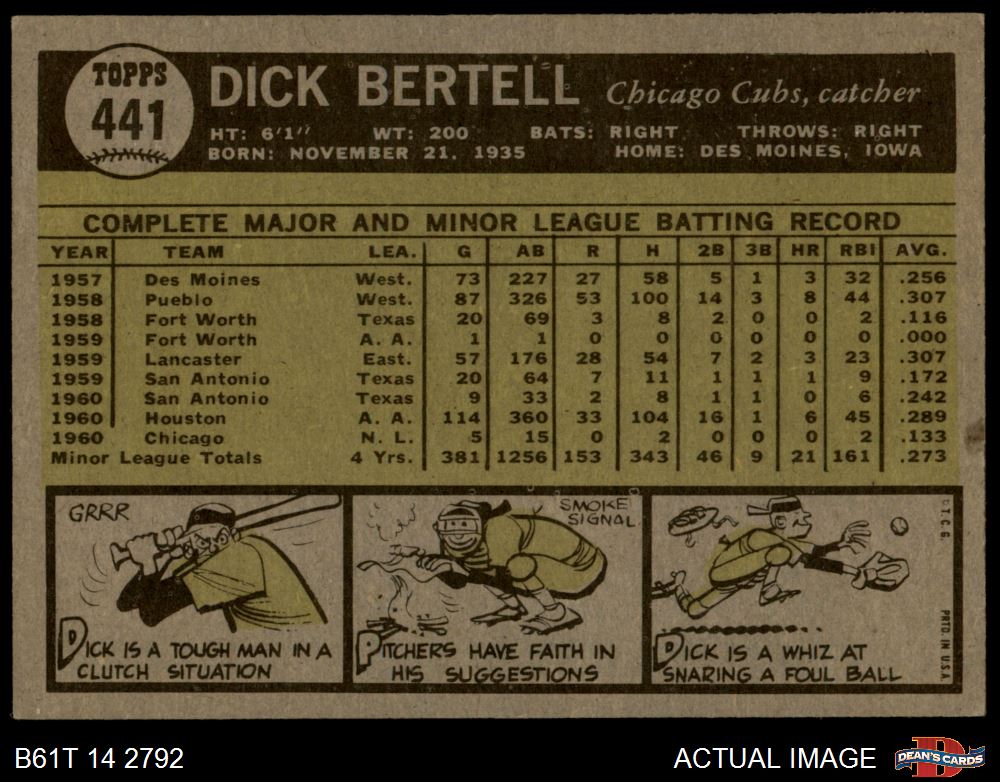 TOPPS
441
DICK BERTELL Chicago Cubs, catcher
HT: 6'1" WT: 200 BATS: RIGHT THROWS: RIGHT
BORN: NOVEMBER 21, 1935 HOME: DES MOINES, IOWA
COMPLETE MAJOR AND MINOR LEAGUE BATTING RECORD
YEAR TEAM LEA. G AB R H 2B 3B HR RBI AVG.
1957 Des Moines West. 73 227 27 58 5 1 3 32 .256
1958 Pueblo West. 87 326 53 100 14 3 8 44 .307
1958 Fort Worth Texas 20 69 3 8 2 0 0 2 .116
1959 Fort Worth A. A. 1 1 0 0 0 0 0 0 .000
1959 Lancaster East. 57 176 28 54 7 2 3 23 .307
1959 San Antonio Texas 20 64 7 11 1 1 1 9 .172
1960 San Antonio Texas 9 33 2 8 1 1 0 6 .242
1960 Houston A. A. 114 360 33 104 16 1 6 45 .289
1960 Chicago N. L. 5 15 0 2 0 0 0 2 .133
Minor League Totals 4 Yrs. 381 1256 153 343 46 9 21 161 .273
GRRR
DICK IS A TOUGH MAN IN A
CLUTCH SITUATION
SMOKE
SIGNAL
PITCHERS HAVE FAITH IN
HIS SUGGESTIONS
DICK IS A WHIZ AT
SNARING A FOUL BALL
©T.C.G.
PRTD. IN U.S.A.
B61T 14 2792
ACTUAL IMAGE
D
DEAN'S CARDS